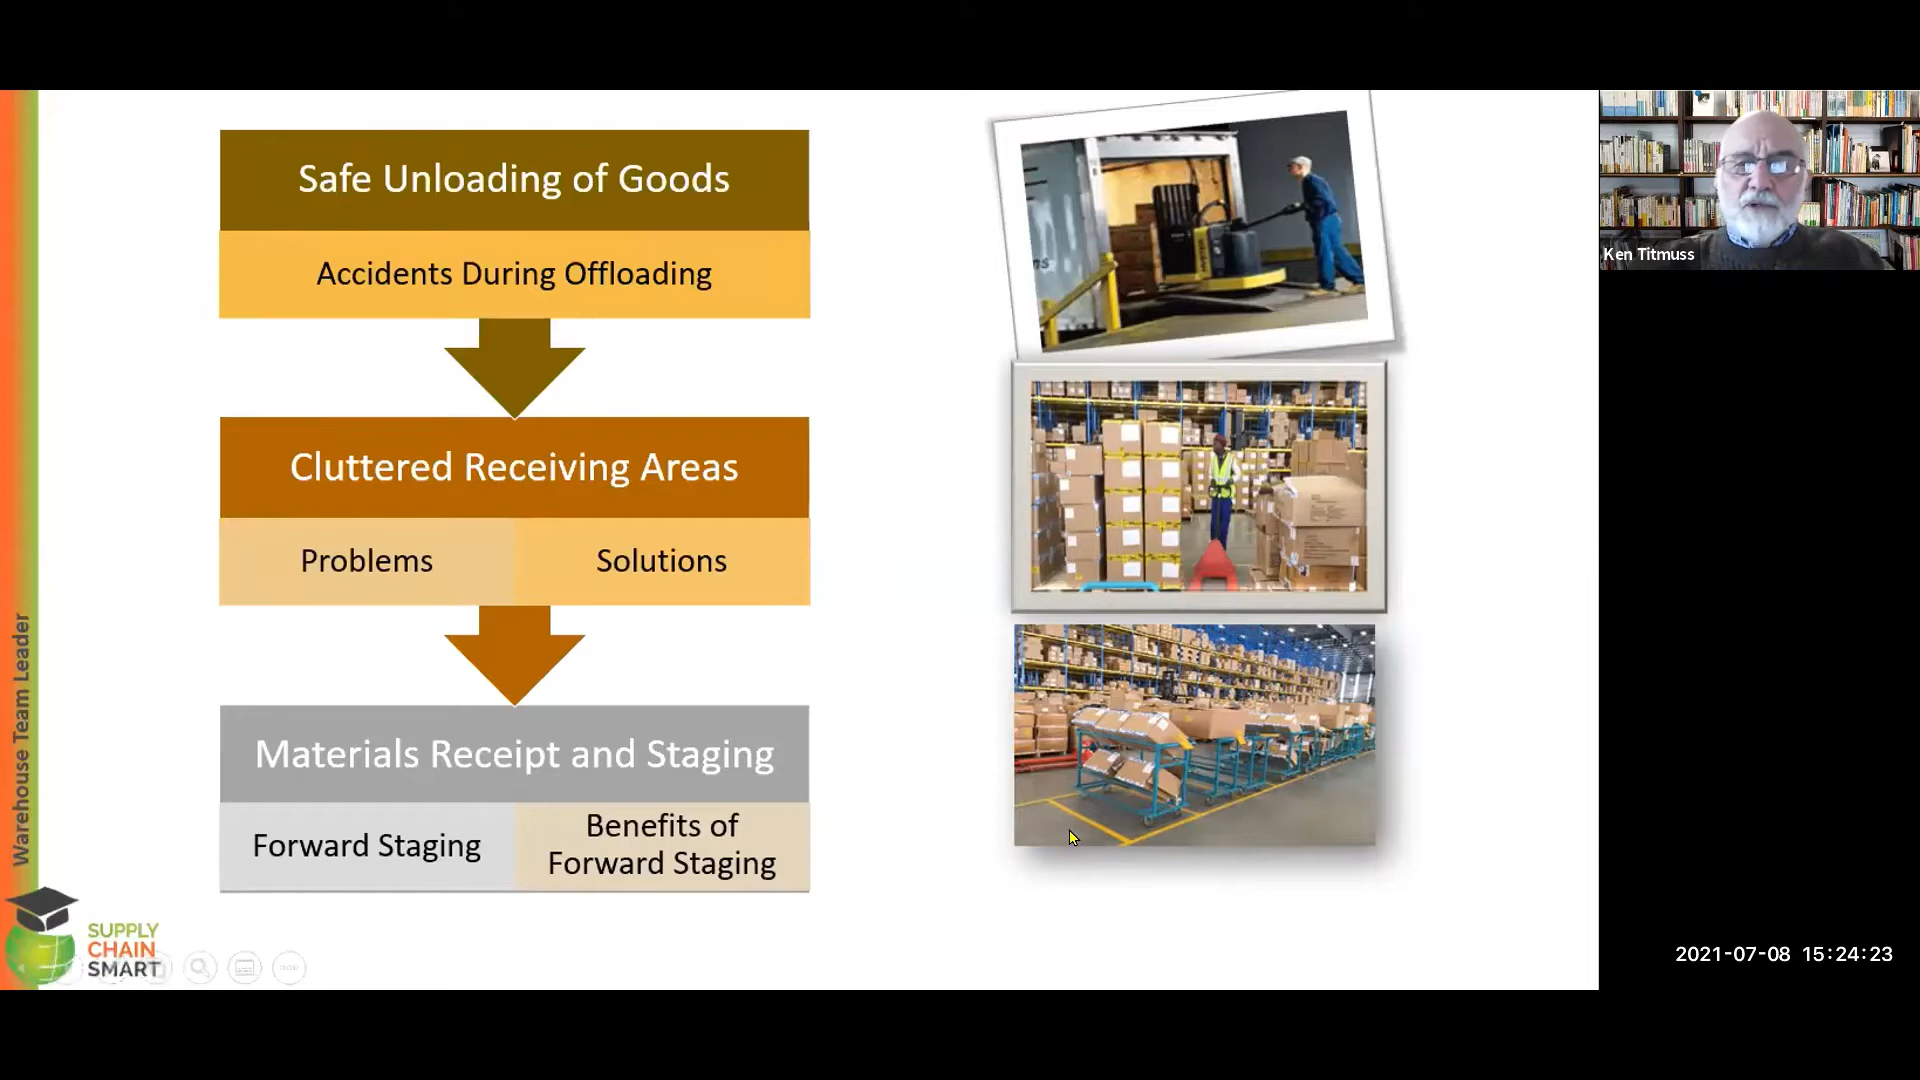 Safe Unloading of Goods
Accidents During Offloading
Cluttered Receiving Areas
Problems
Solutions
Materials Receipt and Staging
Forward Staging
Benefits of
Forward Staging
Warehouse Team Leader
SUPPLY
CHAIN
SMART
Ken Titmuss
2021-07-08 15:24:23